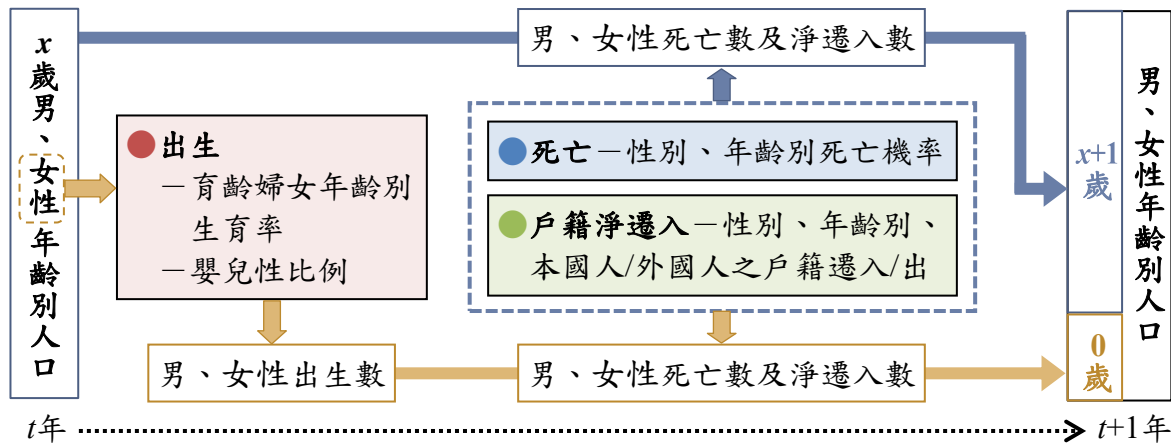 x歲男、女性年齡別人口
男、女性死亡數及淨遷入數
出生
－育齡婦女年齡別
生育率
－嬰兒性比例
死亡－性別、年齡別死亡機率
戶籍淨遷入－性別、年齡別、
本國人/外國人之戶籍遷入/出
男、女性出生數
男、女性死亡數及淨遷入數
x+1
歲
0
歲
男、女性年齡別人口
t年
t+1年